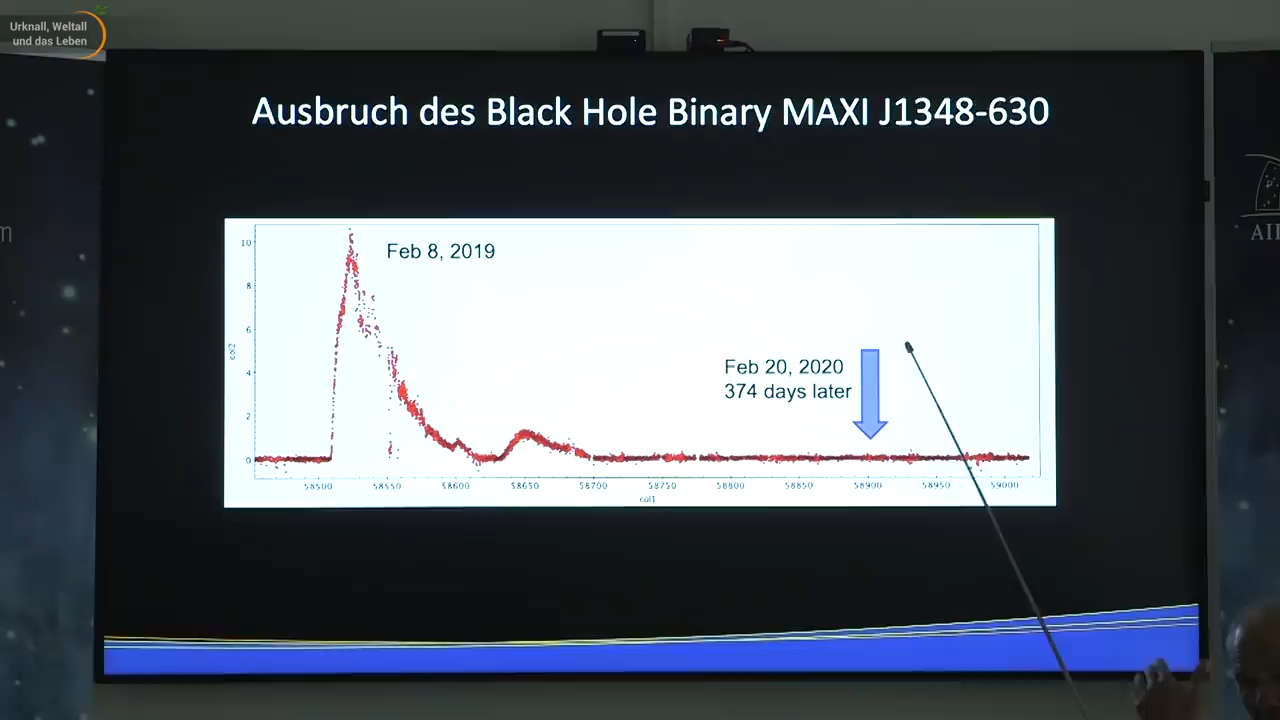 Urknall, Weltall
und das Leben
Ausbruch des Black Hole Binary MAXI J1348-630
Feb 8, 2019
Feb 20, 2020
374 days later
col2
10
8
6
4
2
0
58500 58550 58600 58650 58700 58750 58800 58850 58900 58950 59000
col1
m